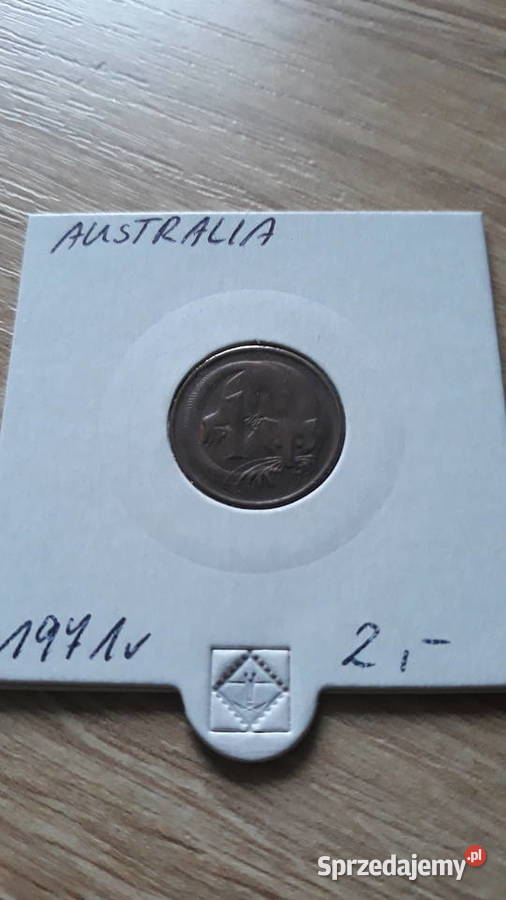 AUSTRALIA
1971r
2,-
Sprzedajemy.pl